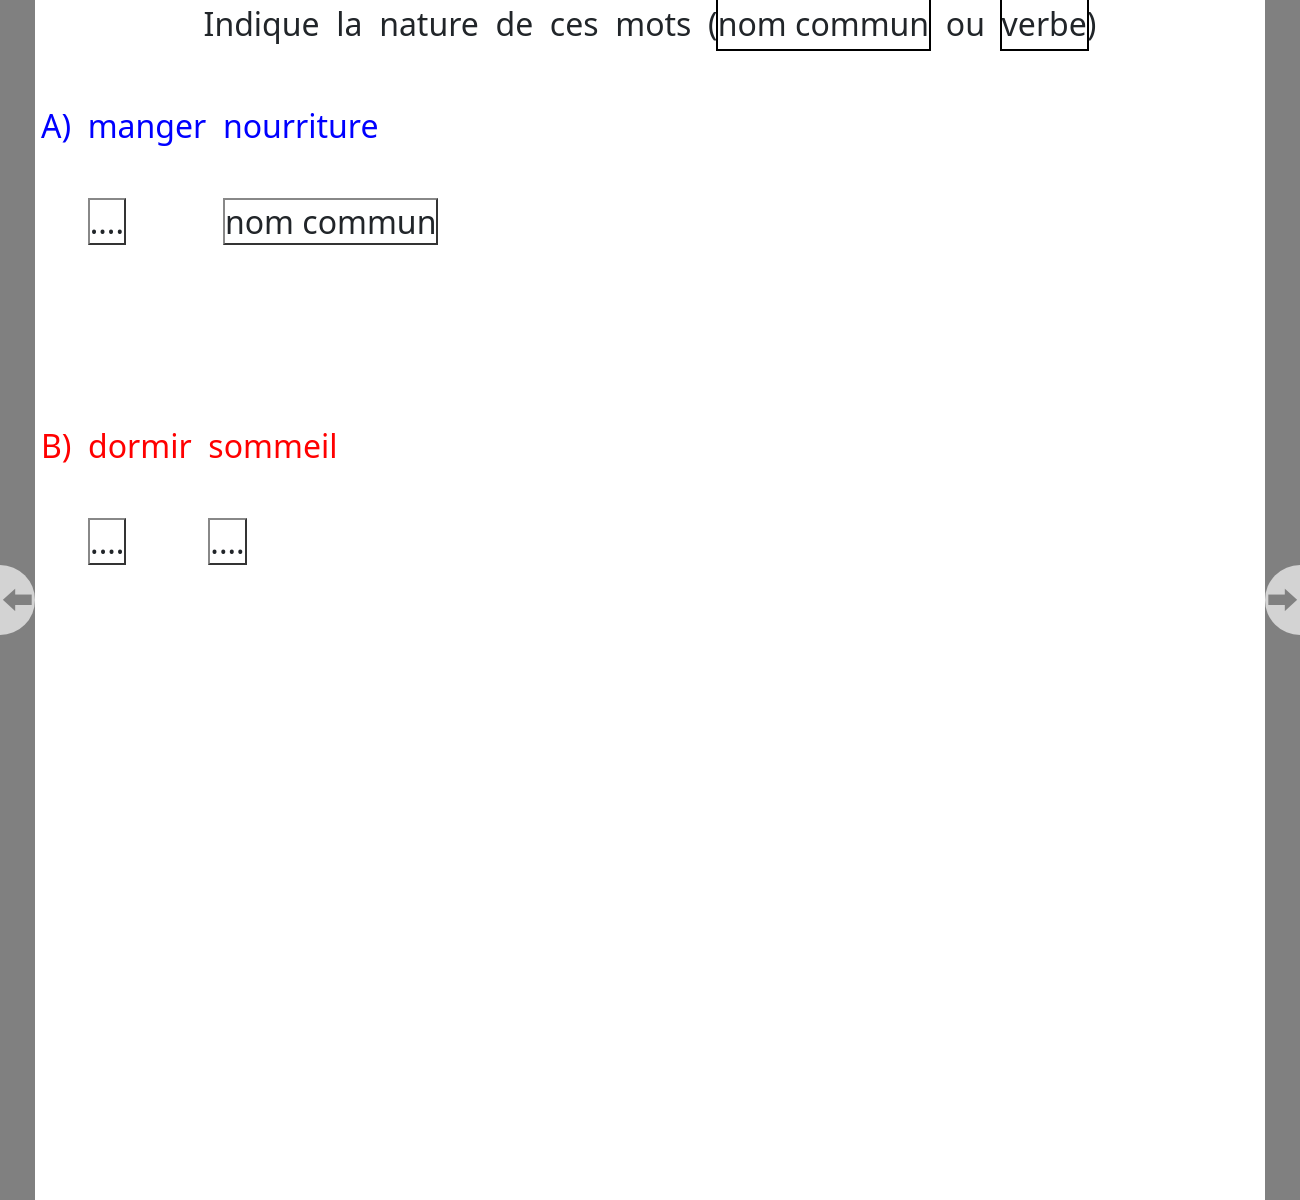 Indique la nature de ces mots (nom commun ou verbe)
A) manger nourriture
.... nom commun
B) dormir sommeil
.... ....